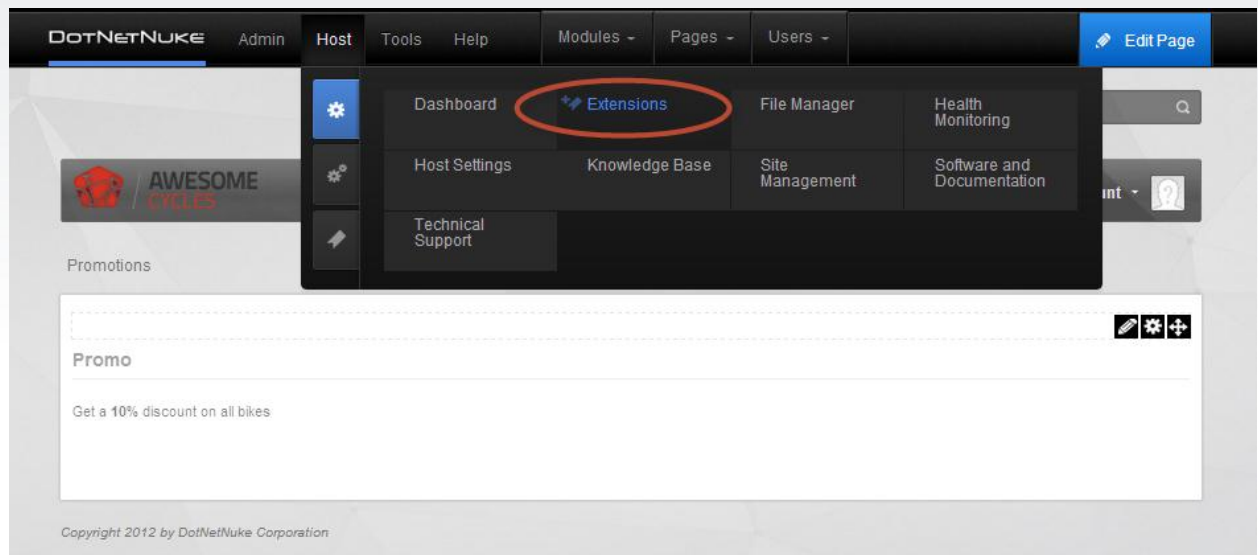 DOTNETNUKE Admin Host Tools Help Modules Pages Users Edit Page
Dashboard Extensions File Manager Health Monitoring
Host Settings Knowledge Base Site Management Software and Documentation
Technical Support
AWESOME
CYCLES
unt
Promotions
Promo
Get a 10% discount on all bikes
Copyright 2012 by DotNetNuke Corporation